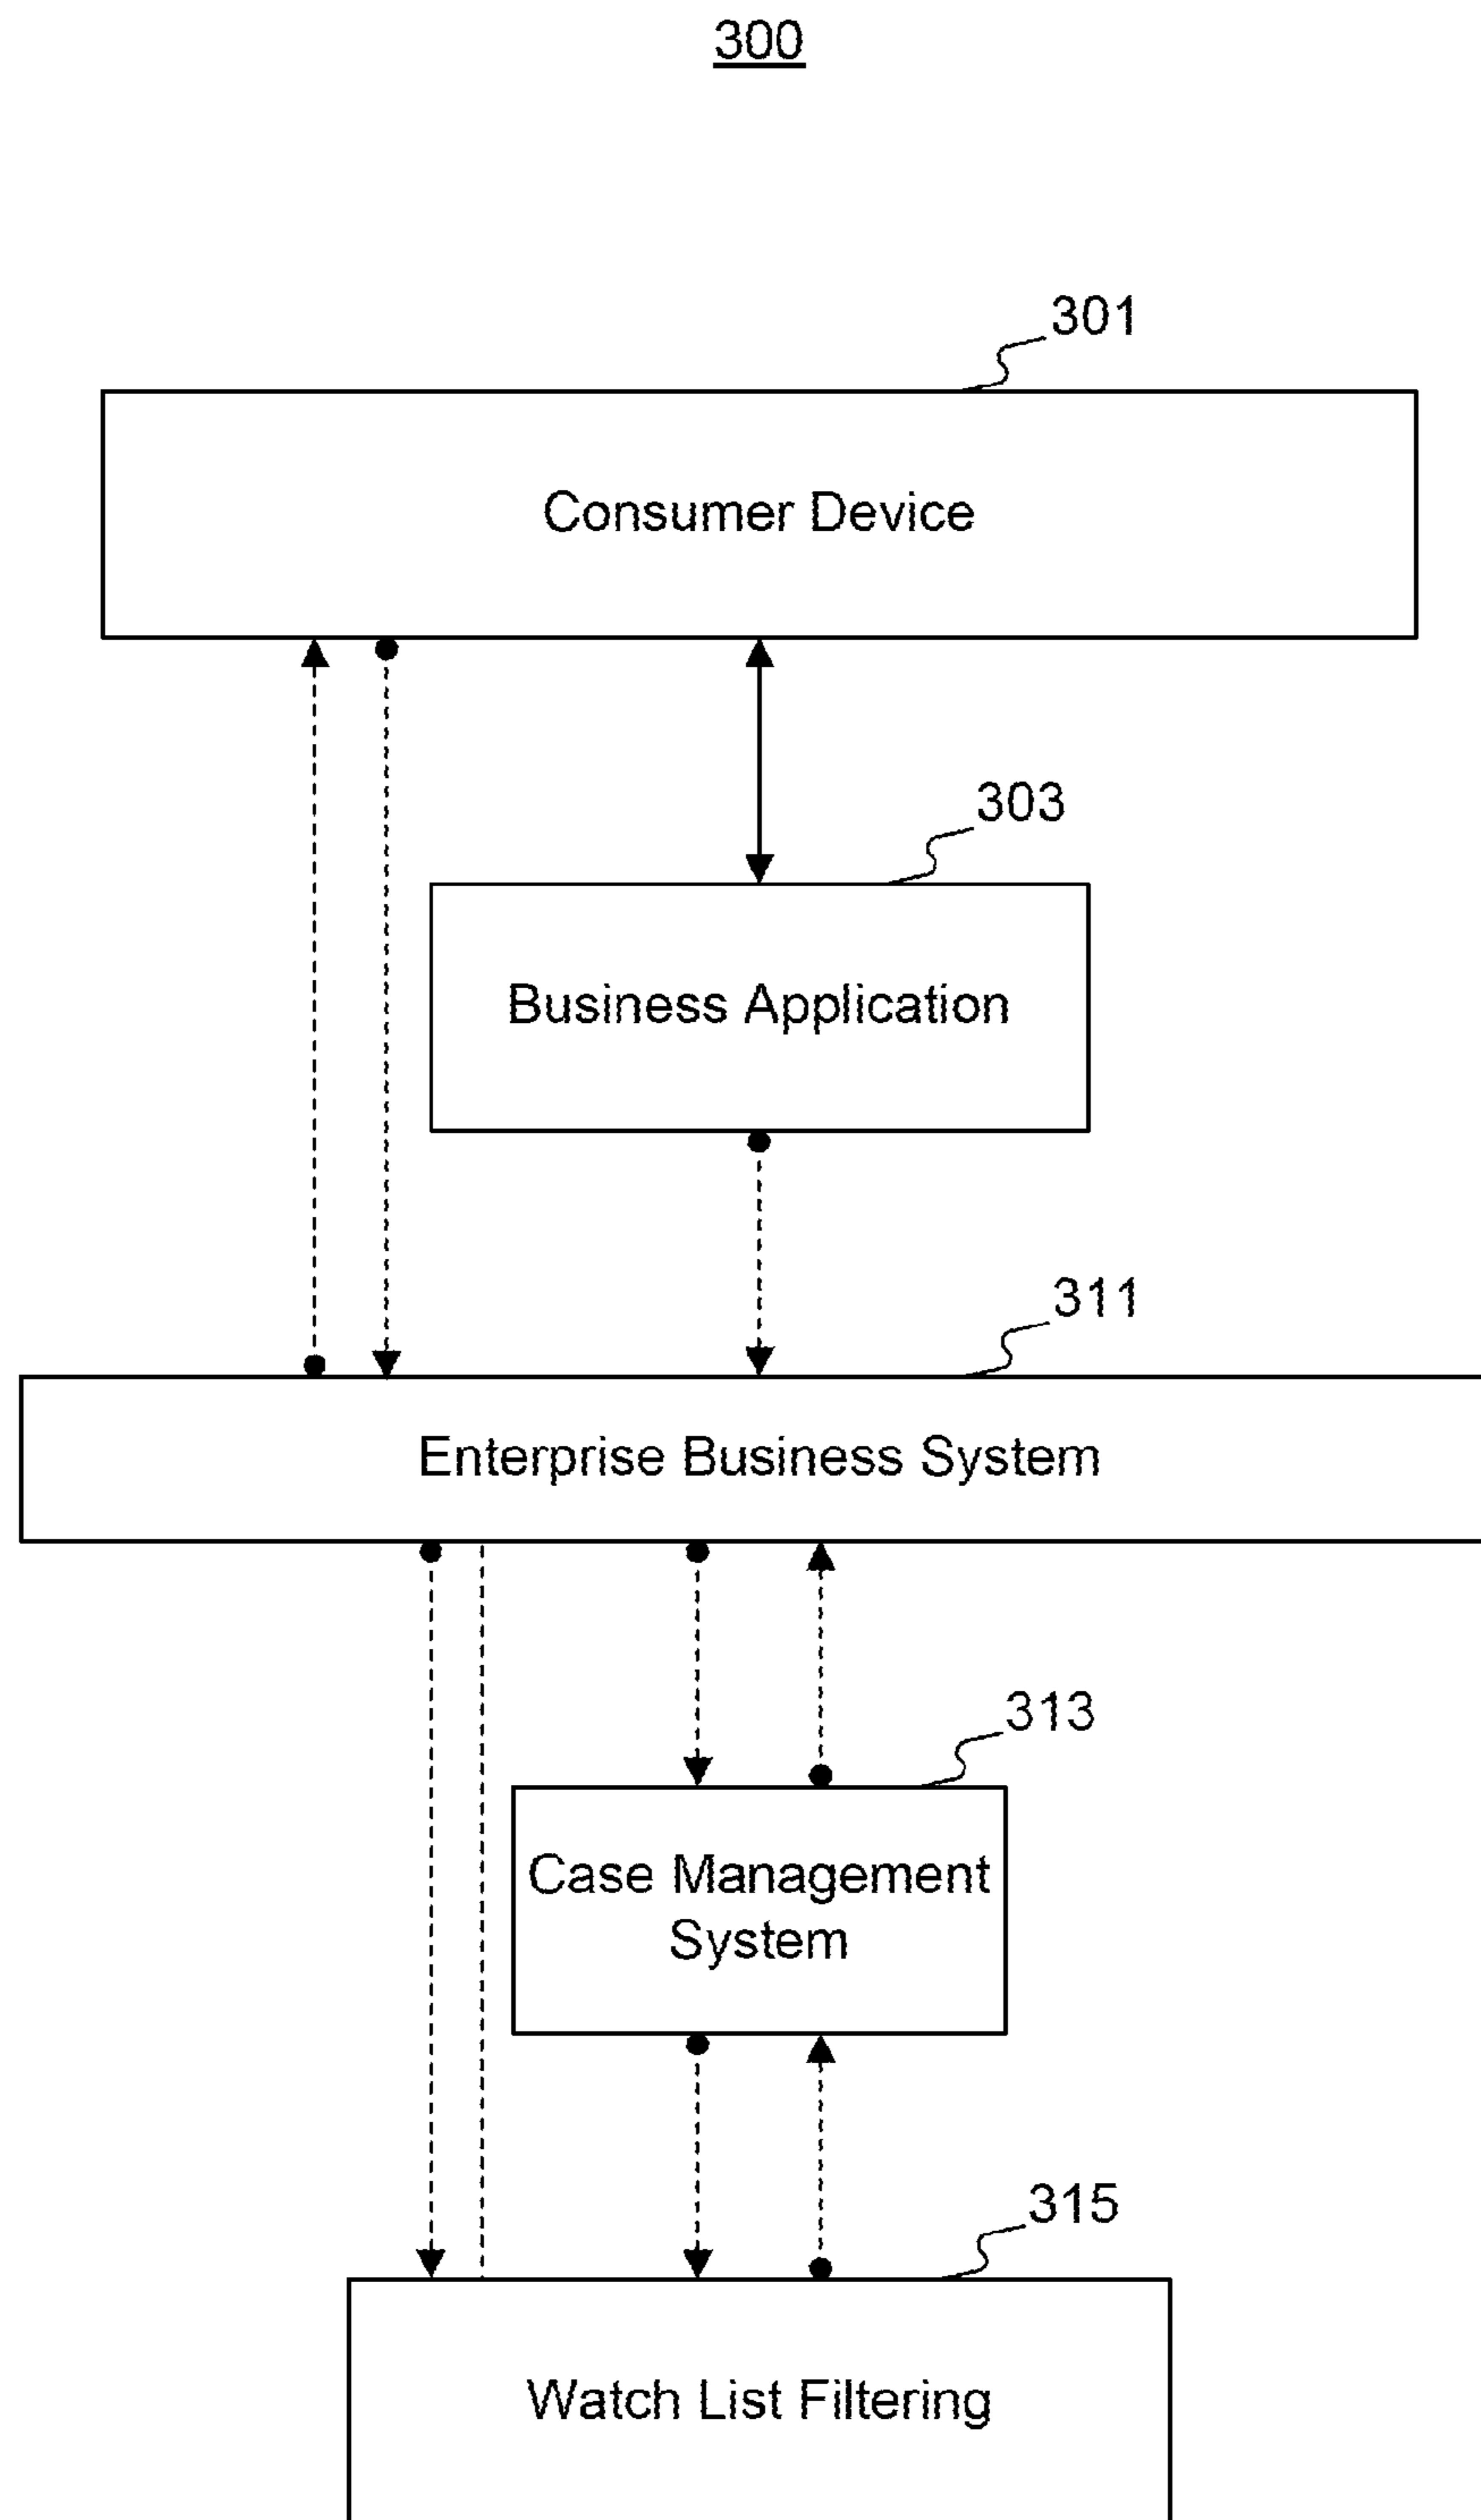 300
301
Consumer Device
303
Business Application
311
Enterprise Business System
313
Case Management
System
315
Watch List Filtering